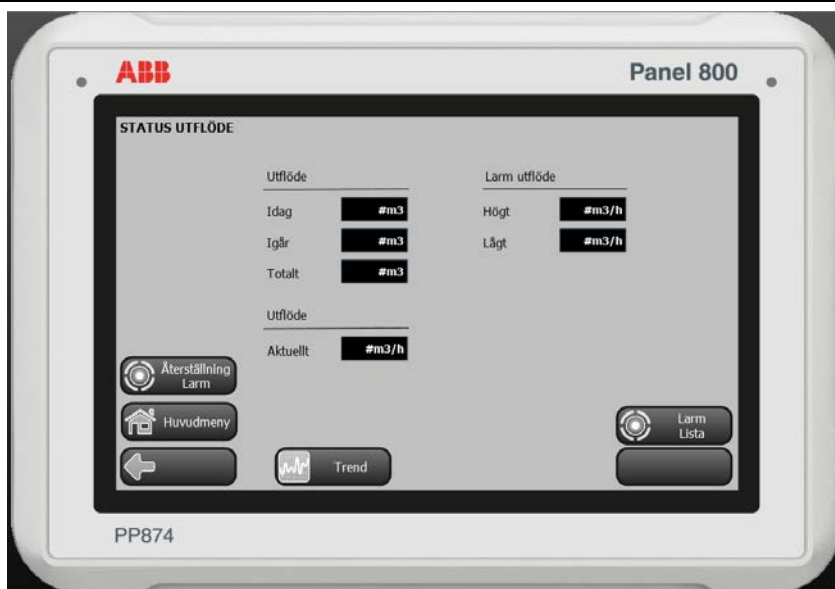 ABB
Panel 800
STATUS UTFLÖDE
Utflöde
Idag #m3
Igår #m3
Totalt #m3
Utflöde
Aktuellt #m3/h
Larm utflöde
Högt #m3/h
Lågt #m3/h
Återställning
Larm
Huvudmeny
Trend
Larm
Lista
PP874